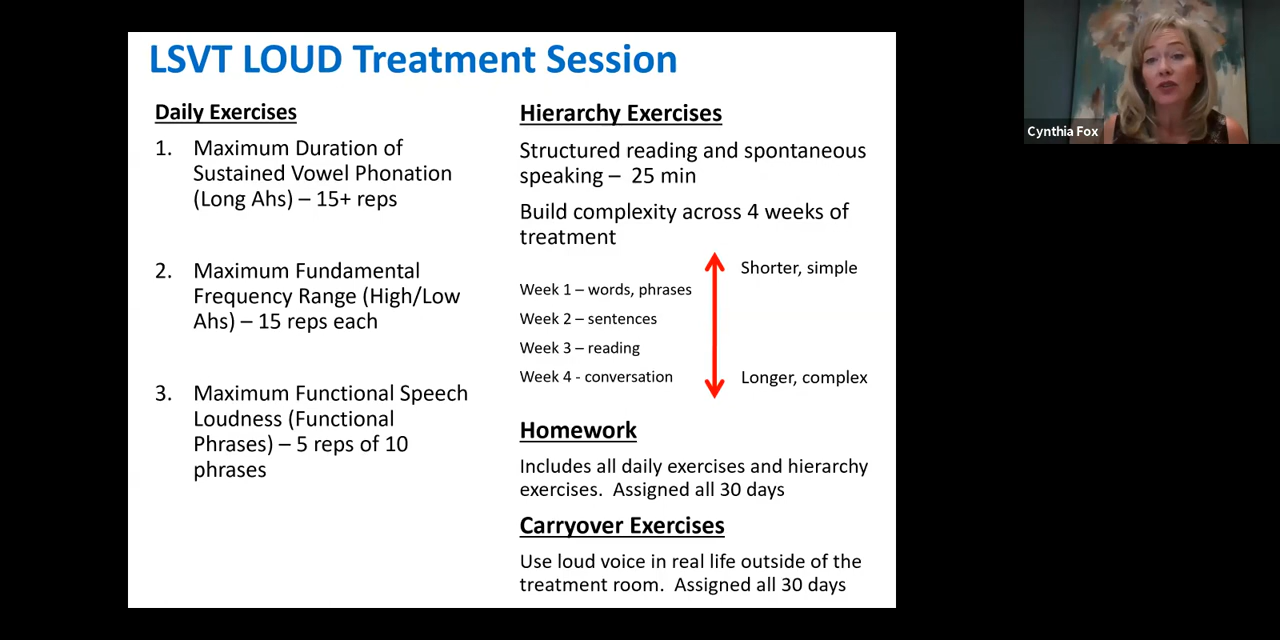 LSVT LOUD Treatment Session
Daily Exercises
1. Maximum Duration of
Sustained Vowel Phonation
(Long Ahs) – 15+ reps
2. Maximum Fundamental
Frequency Range (High/Low
Ahs) – 15 reps each
3. Maximum Functional Speech
Loudness (Functional
Phrases) – 5 reps of 10
phrases
Hierarchy Exercises
Structured reading and spontaneous
speaking – 25 min
Build complexity across 4 weeks of
treatment
Shorter, simple
Week 1 – words, phrases
Week 2 – sentences
Week 3 – reading
Week 4 - conversation
Longer, complex
Homework
Includes all daily exercises and hierarchy
exercises. Assigned all 30 days
Carryover Exercises
Use loud voice in real life outside of the
treatment room. Assigned all 30 days
Cynthia Fox